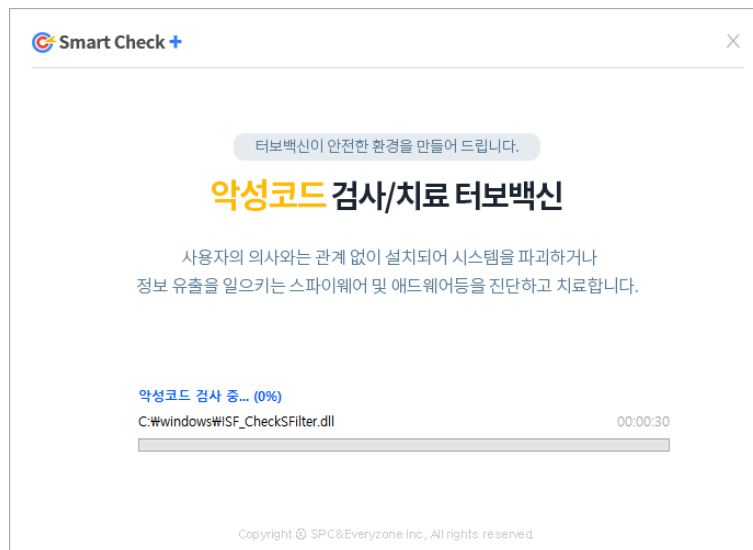 Smart Check +
터보백신이 안전한 환경을 만들어 드립니다.
악성코드 검사/치료 터보백신
사용자의 의사와는 관계 없이 설치되어 시스템을 파괴하거나
정보 유출을 일으키는 스파이웨어 및 애드웨어등을 진단하고 치료합니다.
악성코드 검사 중... (0%)
C:₩windows₩ISF_CheckSFilter.dll 00:00:30
Copyright ⓒ SPC&Everyzone Inc, All rights reserved.